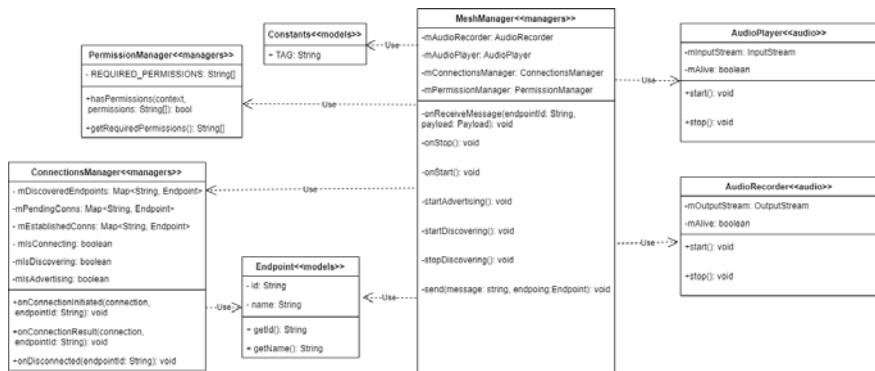 Constants<<models>>
+ TAG: String
PermissionManager<<managers>>
- REQUIRED_PERMISSIONS: String[]
+hasPermissions(context,
permissions: String[]): bool
+getRequiredPermissions(): String[]
ConnectionsManager<<managers>>
- mDiscoveredEndpoints: Map<String, Endpoint>
-mPendingConns: Map<String, Endpoint>
- mEstablishedConns: Map<String, Endpoint>
- mIsConnecting: boolean
-mIsDiscovering: boolean
-mIsAdvertising: boolean
+onConnectionInitiated(connection,
endpointId: String): void
+onConnectionResult(connection,
endpointId: String): void
+onDisconnected(endpointId: String): void
Endpoint<<models>>
- id: String
- name: String
+ getId(): String
+ getName(): String
MeshManager<<managers>>
-mAudioRecorder: AudioRecorder
-mAudioPlayer: AudioPlayer
-mConnectionsManager: ConnectionsManager
-mPermissionManager: PermissionManager
-onReceiveMessage(endpointId: String,
payload: Payload): void
-onStop(): void
-onStart(): void
-startAdvertising(): void
-startDiscovering(): void
-stopDiscovering(): void
-send(message: string, endpoing:Endpoint): void
AudioPlayer<<audio>>
-mInputStream: InputStream
-mAlive: boolean
+start(): void
+stop(): void
AudioRecorder<<audio>>
-mOutputStream: OutputStream
-mAlive: boolean
+start(): void
+stop(): void
Use
Use
Use
Use
Use
Use
Use